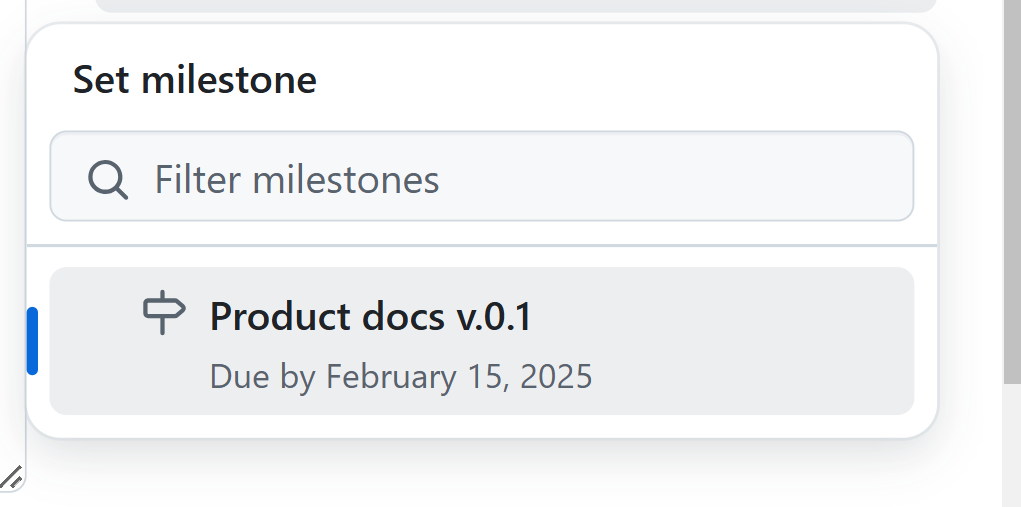 Set milestone
Filter milestones
Product docs v.0.1
Due by February 15, 2025